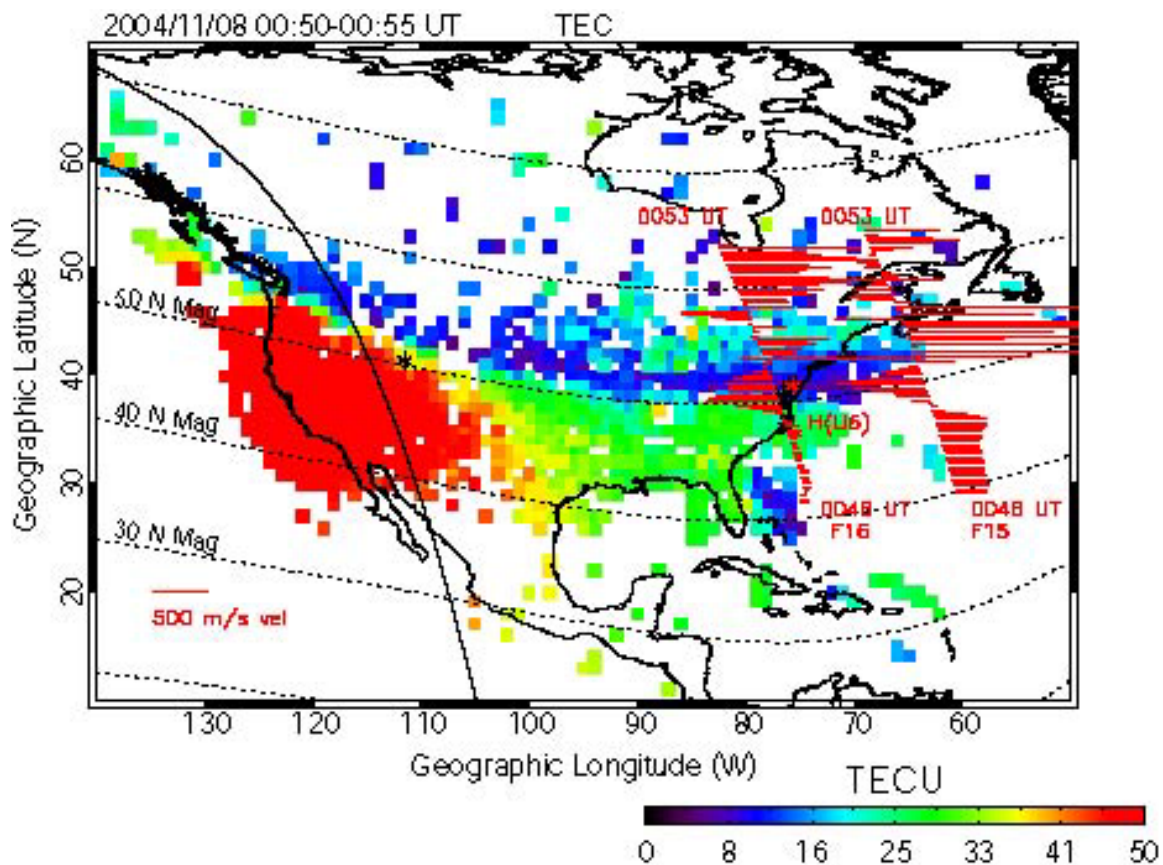 2004/11/08 00:50-00:55 UT TEC
Geographic Latitude (N)
60
50
40
30
20
0053 UT 0053 UT
50 N Mag
40 N Mag
30 N Mag
H(U6)
0048 UT 0048 UT
F16 F15
500 m/s vel
130 120 110 100 90 80 70 60
Geographic Longitude (W)
TECU
0 8 16 25 33 41 50